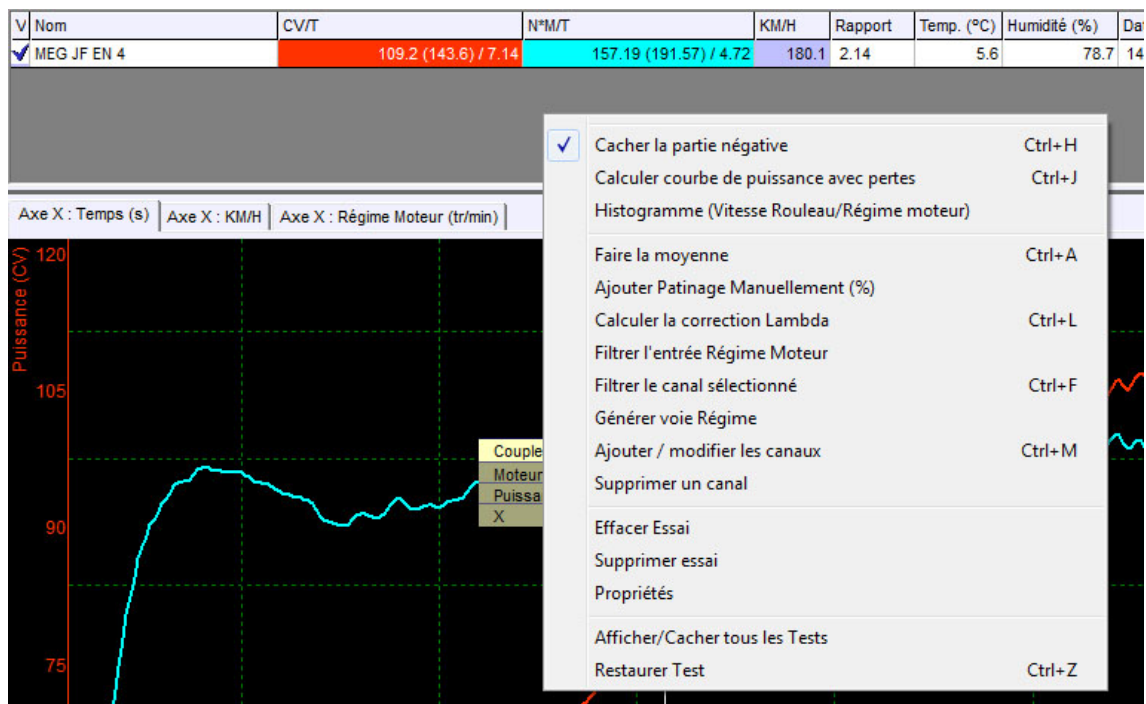 V Nom CV/T N*M/T KM/H Rapport Temp. (ºC) Humidité (%) Da
MEG JF EN 4 109.2 (143.6) / 7.14 157.19 (191.57) / 4.72 180.1 2.14 5.6 78.7 14
Cacher la partie négative Ctrl+H
Calculer courbe de puissance avec pertes Ctrl+J
Histogramme (Vitesse Rouleau/Régime moteur)
Faire la moyenne Ctrl+A
Ajouter Patinage Manuellement (%)
Calculer la correction Lambda Ctrl+L
Filtrer l'entrée Régime Moteur
Filtrer le canal sélectionné Ctrl+F
Générer voie Régime
Ajouter / modifier les canaux Ctrl+M
Supprimer un canal
Effacer Essai
Supprimer essai
Propriétés
Afficher/Cacher tous les Tests
Restaurer Test Ctrl+Z
Axe X : Temps (s) Axe X : KM/H Axe X : Régime Moteur (tr/min)
Puissance (CV)
120
105
90
75
Couple
Moteur
Puissa
X